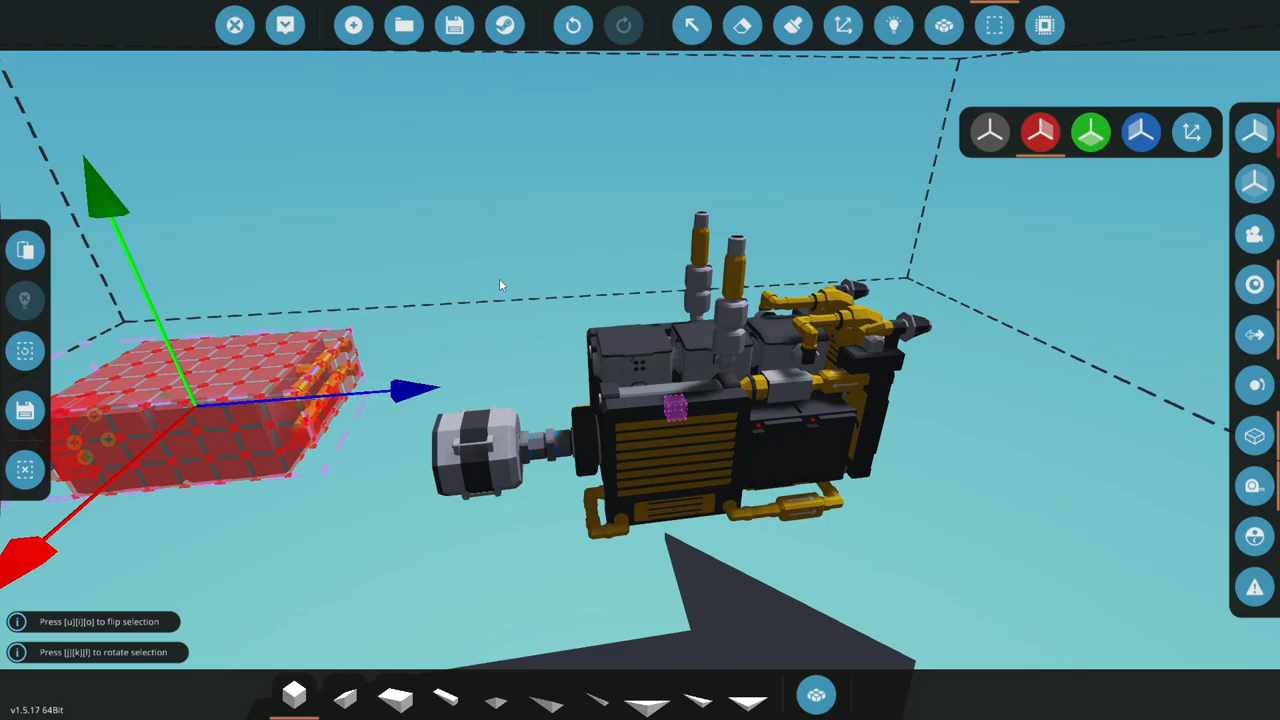 Press [u][i][o] to flip selection
Press [j][k][l] to rotate selection
v1.5.17 64Bit